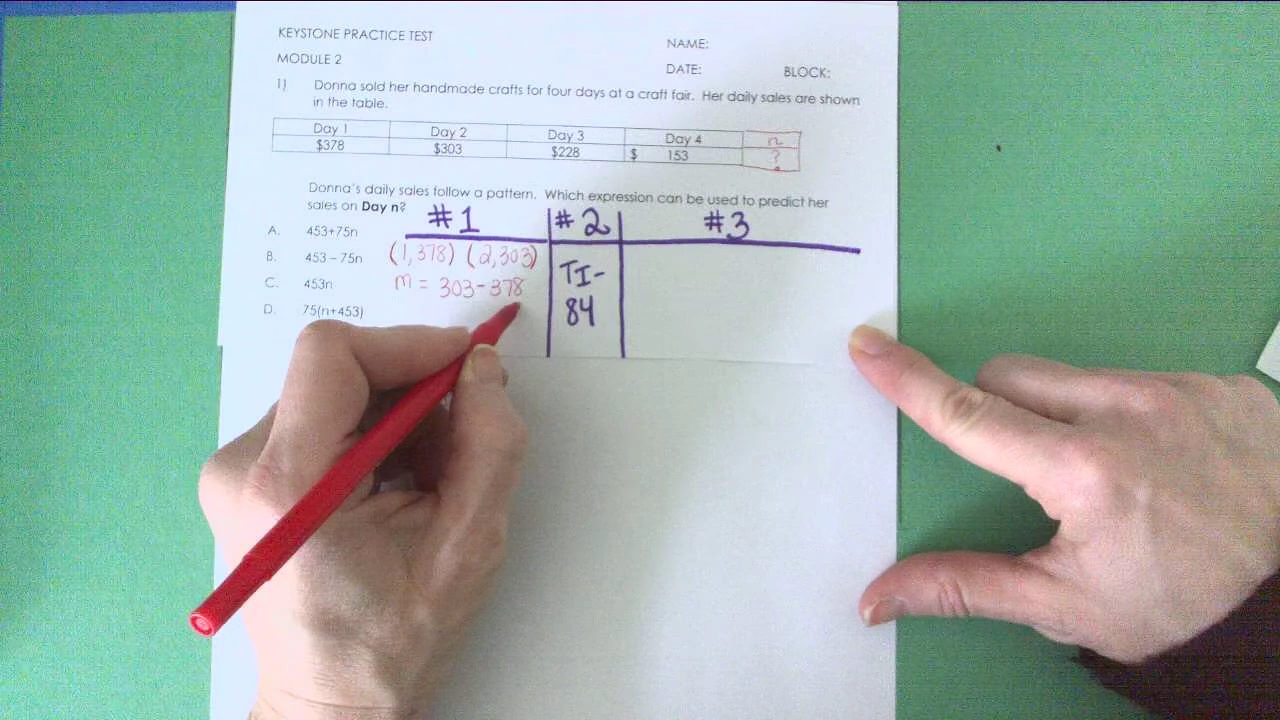 KEYSTONE PRACTICE TEST
NAME:
MODULE 2
DATE: BLOCK:
1) Donna sold her handmade crafts for four days at a craft fair. Her daily sales are shown
in the table.
Day 1 Day 2 Day 3 Day 4 n
$378 $303 $228 $ 153 ?
Donna's daily sales follow a pattern. Which expression can be used to predict her
sales on Day n?
#1 #2 #3
A. 453+75n
B. 453 – 75n
C. 453n
D. 75(n+453)
(1,378) (2,303)
m = 303-378
TI-
84